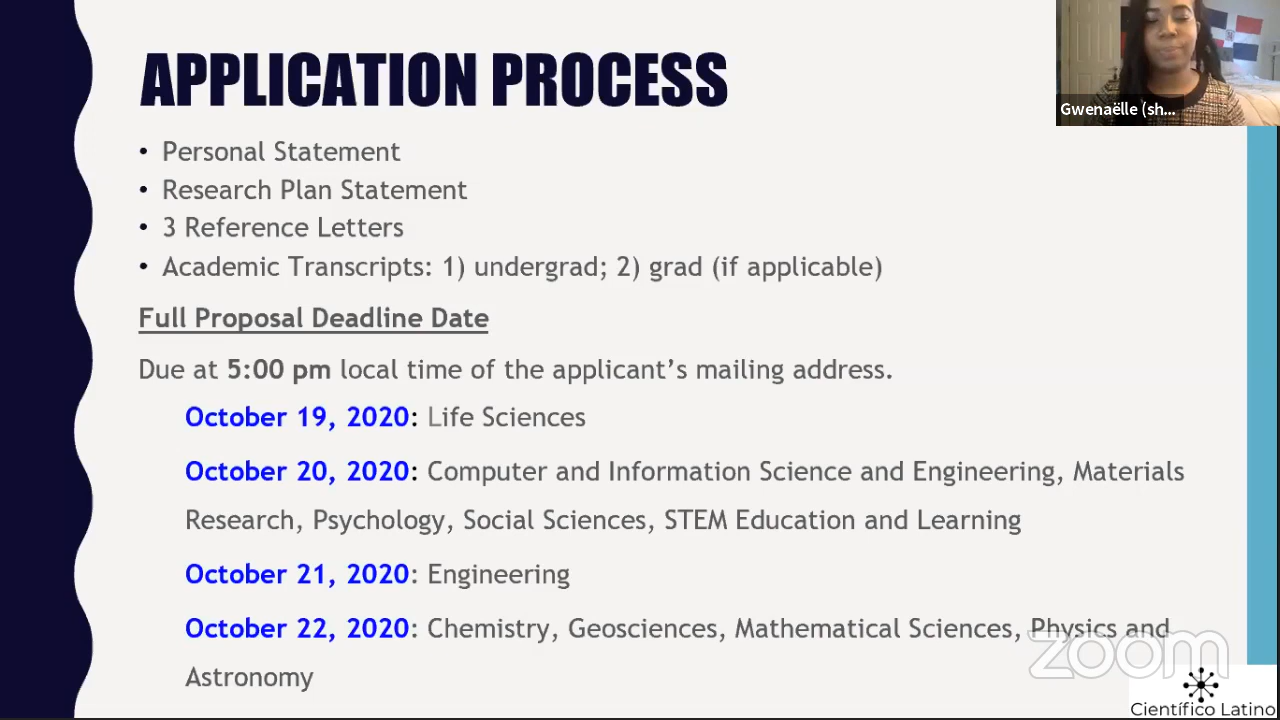 APPLICATION PROCESS
Gwenaëlle (sh...
• Personal Statement
• Research Plan Statement
• 3 Reference Letters
• Academic Transcripts: 1) undergrad; 2) grad (if applicable)
Full Proposal Deadline Date
Due at 5:00 pm local time of the applicant’s mailing address.
October 19, 2020: Life Sciences
October 20, 2020: Computer and Information Science and Engineering, Materials
Research, Psychology, Social Sciences, STEM Education and Learning
October 21, 2020: Engineering
October 22, 2020: Chemistry, Geosciences, Mathematical Sciences, Physics and
Astronomy
zoom
Científico Latino